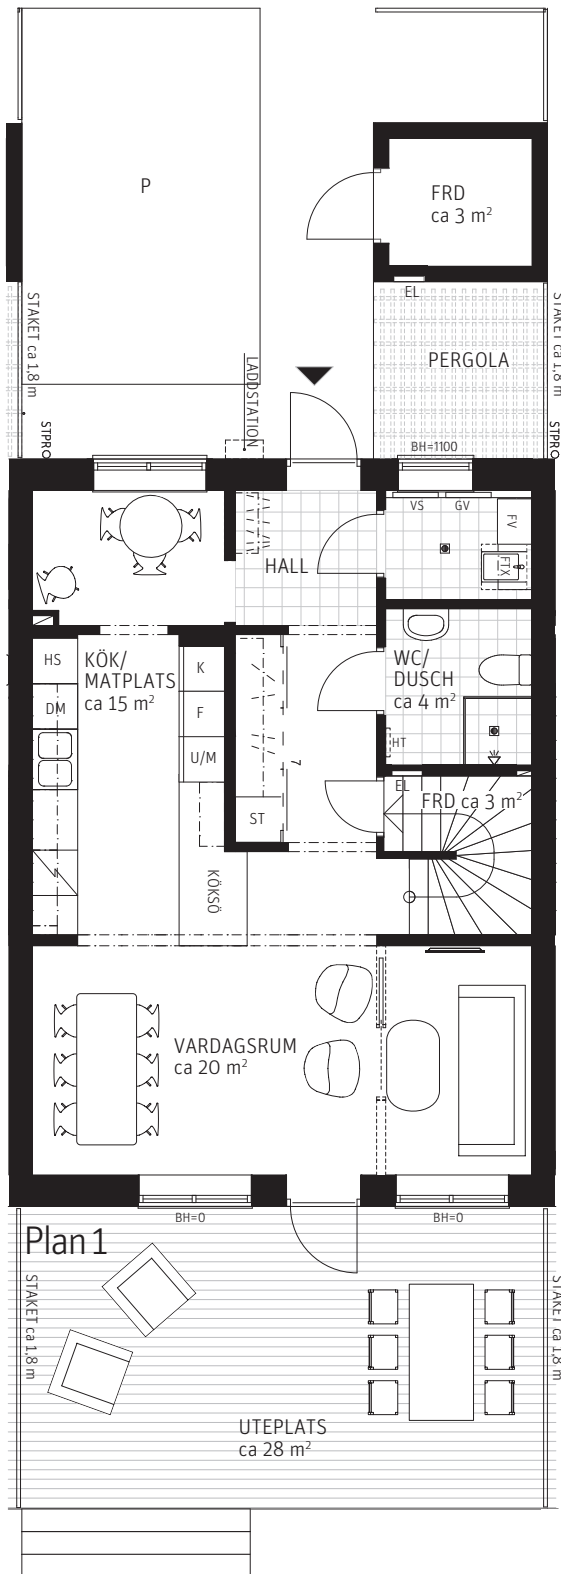 P
FRD
ca 3 m²
EL
STAKET ca 1,8 m
STAKET ca 1,8 m
PERGOLA
LADDSTATION
STPRO
STPRO
BH=1100
VS
GV
FV
FTX
HALL
HS
KÖK/
MATPLATS
ca 15 m²
K
WC/
DUSCH
ca 4 m²
DM
F
U/M
HT
EL
FRD ca 3 m²
ST
KÖKSÖ
VARDAGSRUM
ca 20 m²
BH=0
BH=0
Plan 1
STAKET ca 1,8 m
STAKET ca 1,8 m
UTEPLATS
ca 28 m²